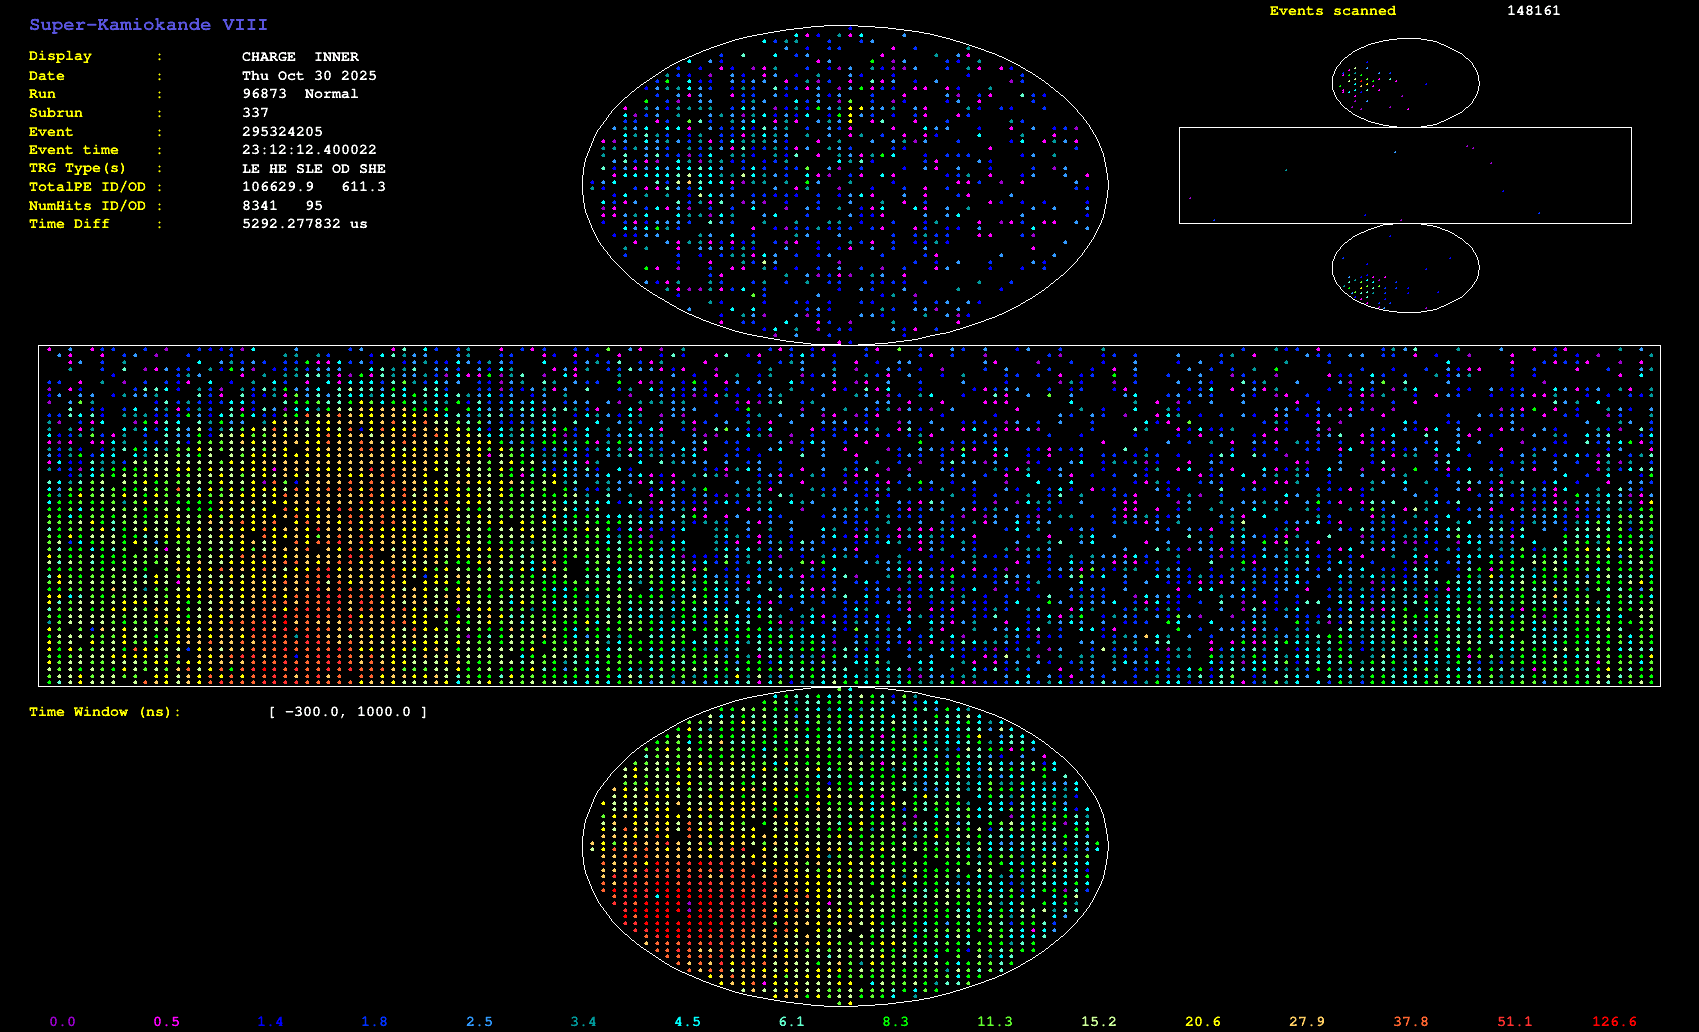 Super-Kamiokande VIII
Events scanned 148161
Display : CHARGE INNER
Date : Thu Oct 30 2025
Run : 96873 Normal
Subrun : 337
Event : 295324205
Event time : 23:12:12.400022
TRG Type(s) : LE HE SLE OD SHE
TotalPE ID/OD : 106629.9 611.3
NumHits ID/OD : 8341 95
Time Diff : 5292.277832 us
Time Window (ns): [ -300.0, 1000.0 ]
0.0 0.5 1.4 1.8 2.5 3.4 4.5 6.1 8.3 11.3 15.2 20.6 27.9 37.8 51.1 126.6